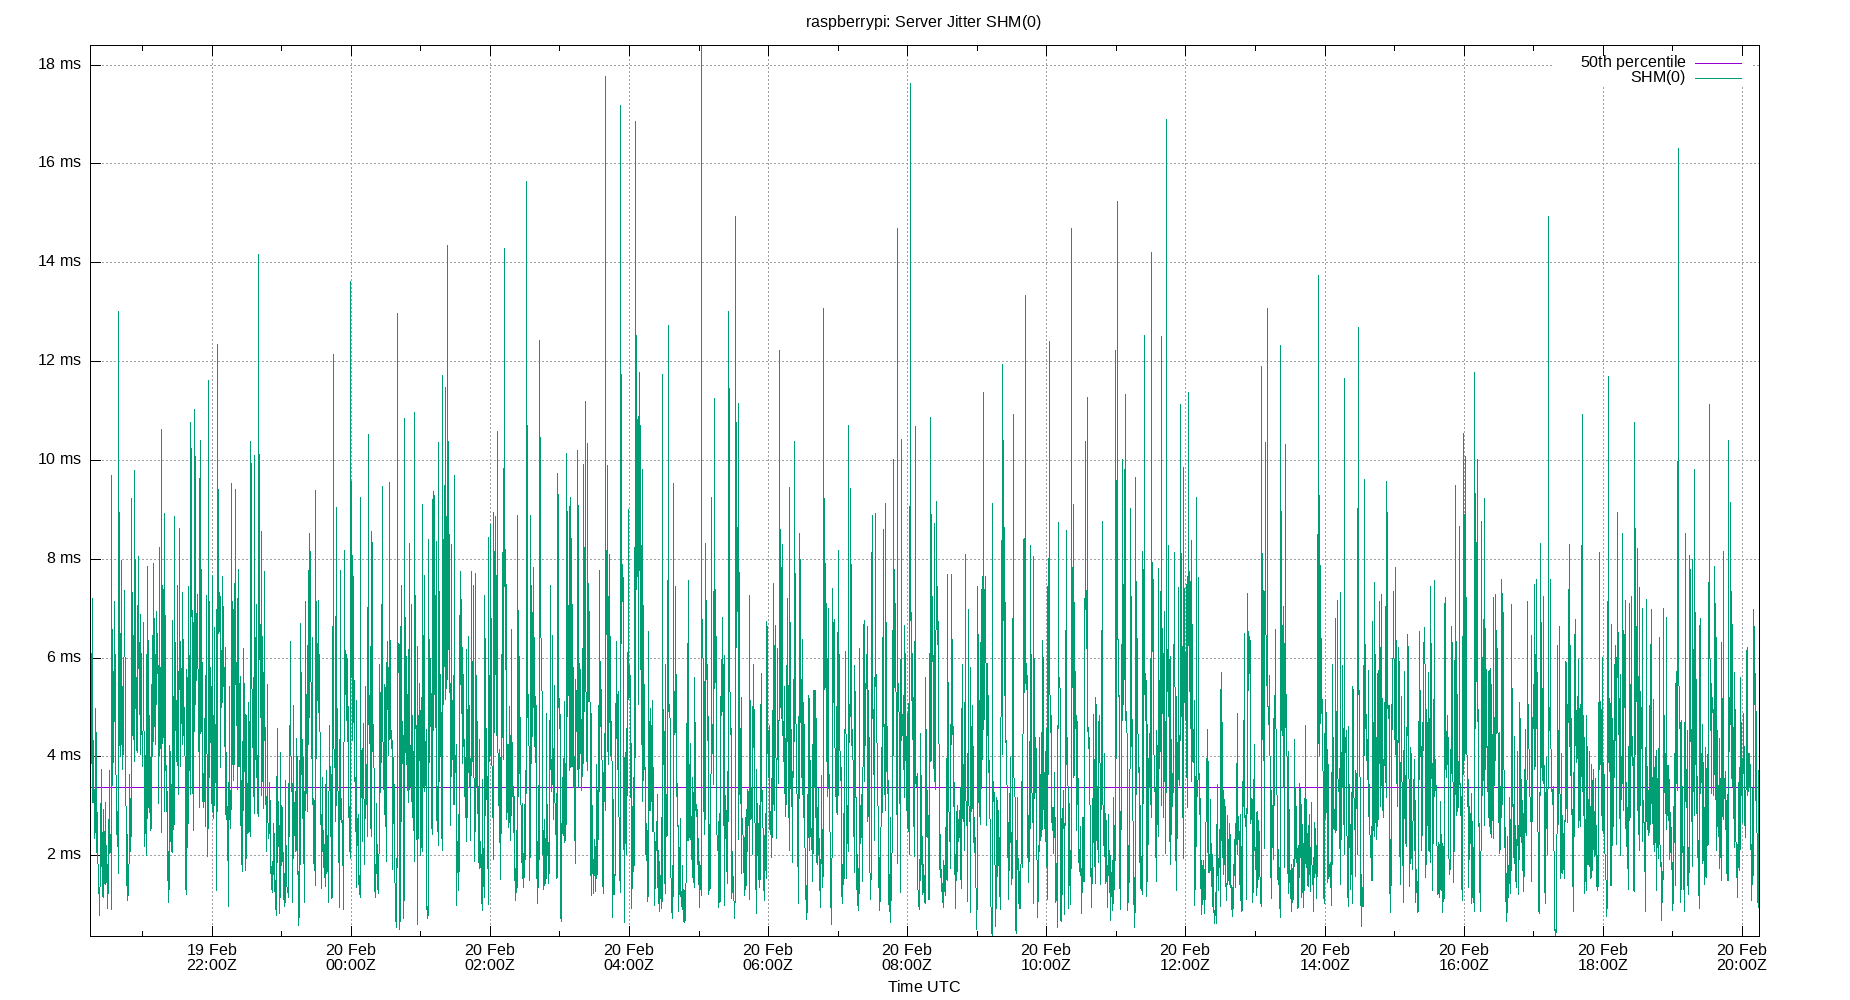 raspberrypi: Server Jitter SHM(0)
50th percentile
SHM(0)
18 ms
16 ms
14 ms
12 ms
10 ms
8 ms
6 ms
4 ms
2 ms
19 Feb 20 Feb 20 Feb 20 Feb 20 Feb 20 Feb 20 Feb 20 Feb 20 Feb 20 Feb 20 Feb 20 Feb
22:00Z 00:00Z 02:00Z 04:00Z 06:00Z 08:00Z 10:00Z 12:00Z 14:00Z 16:00Z 18:00Z 20:00Z
Time UTC